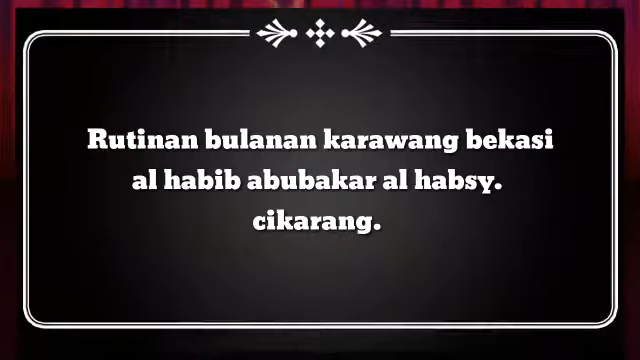 Rutinan bulanan karawang bekasi
al habib abubakar al habsy.
cikarang.